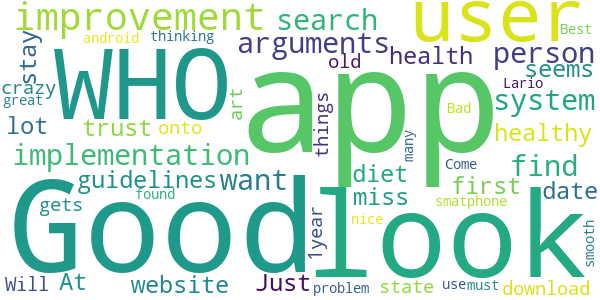 improvement search user Best
android thinking arguments person
stay WHO old health seems
crazy app system
great art Lario
lot trust onto things Bad healthy
implementation many Come find
guidelines want diet first date
gets found miss smatphone
Good look 1year nice smooth
Will At website Just problem state use must download